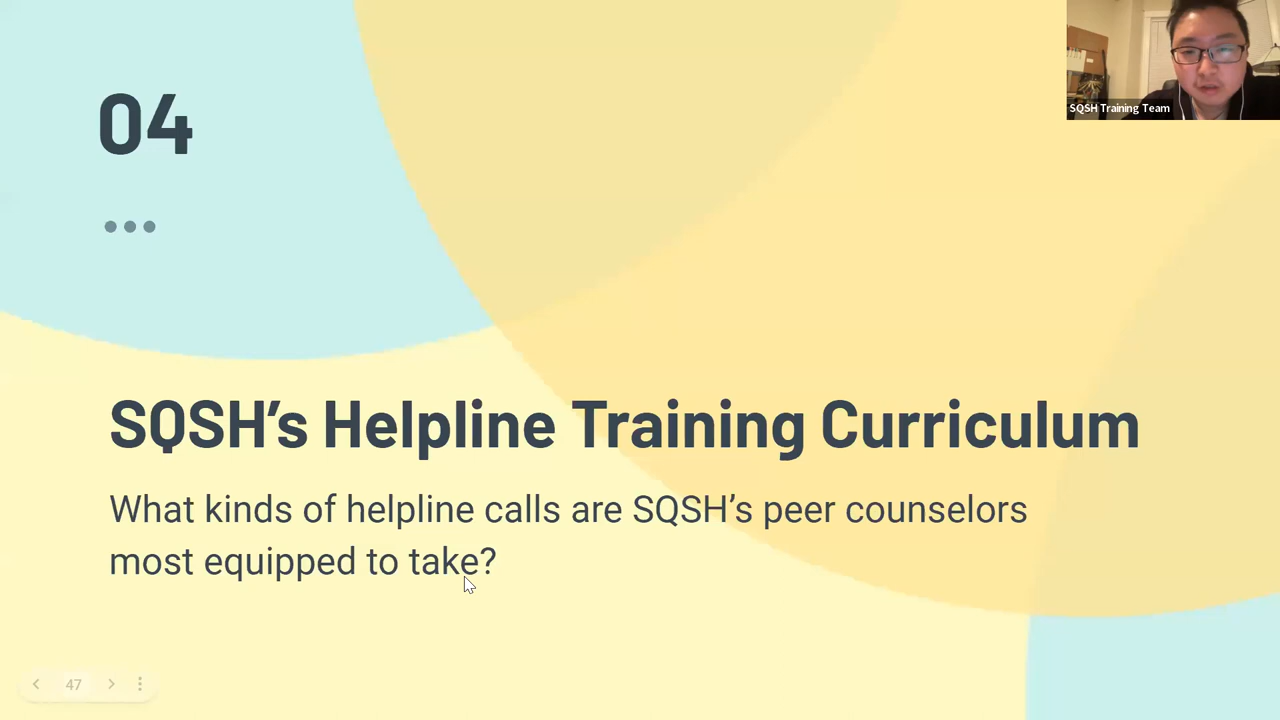 04
SQSH Training Team
SQSH’s Helpline Training Curriculum
What kinds of helpline calls are SQSH’s peer counselors
most equipped to take?
47